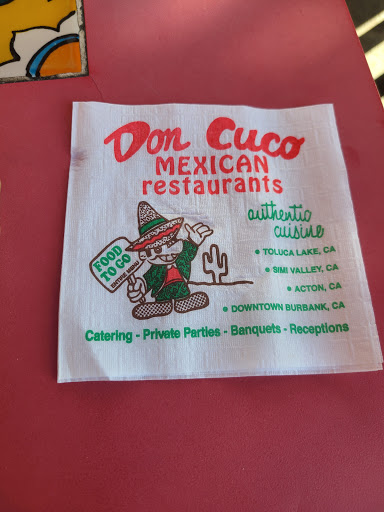 Don Cuco
MEXICAN
restaurants
authentic
cuisine
• TOLUCA LAKE, CA
• SIMI VALLEY, CA
• ACTON, CA
• DOWNTOWN BURBANK, CA
FOOD
TO GO
Catering - Private Parties - Banquets - Receptions